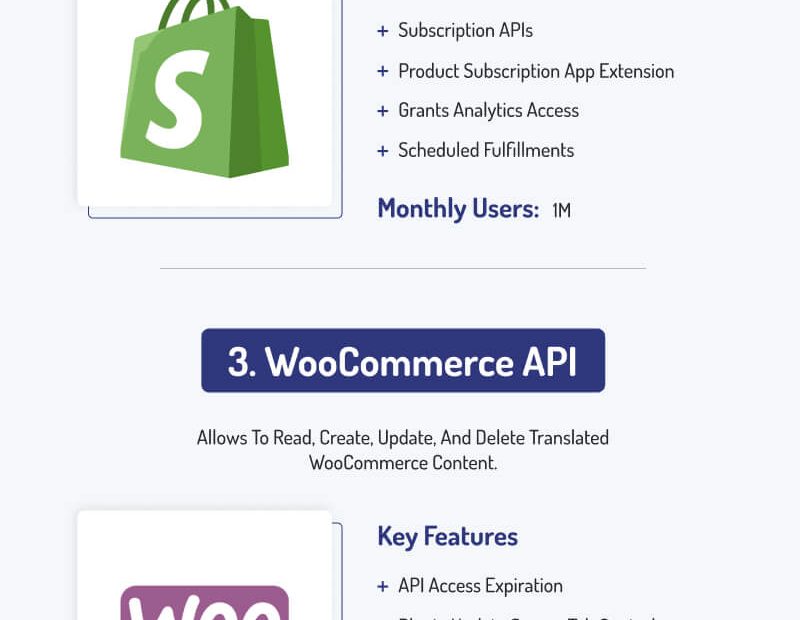 S
+ Subscription APIs
+ Product Subscription App Extension
+ Grants Analytics Access
+ Scheduled Fulfillments
Monthly Users: 1M
3. WooCommerce API
Allows To Read, Create, Update, And Delete Translated
WooCommerce Content.
Key Features
+ API Access Expiration
Woo